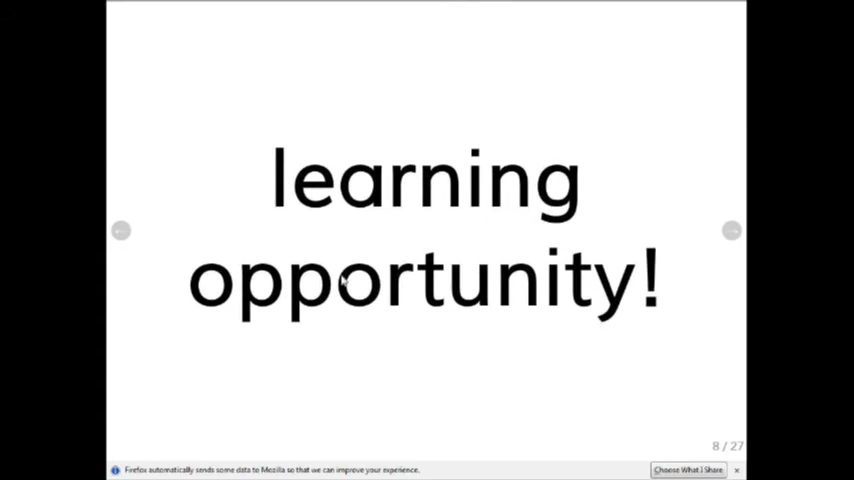 learning
opportunity!
8 / 27
Firefox automatically sends some data to Mozilla so that we can improve your experience.
Choose What I Share